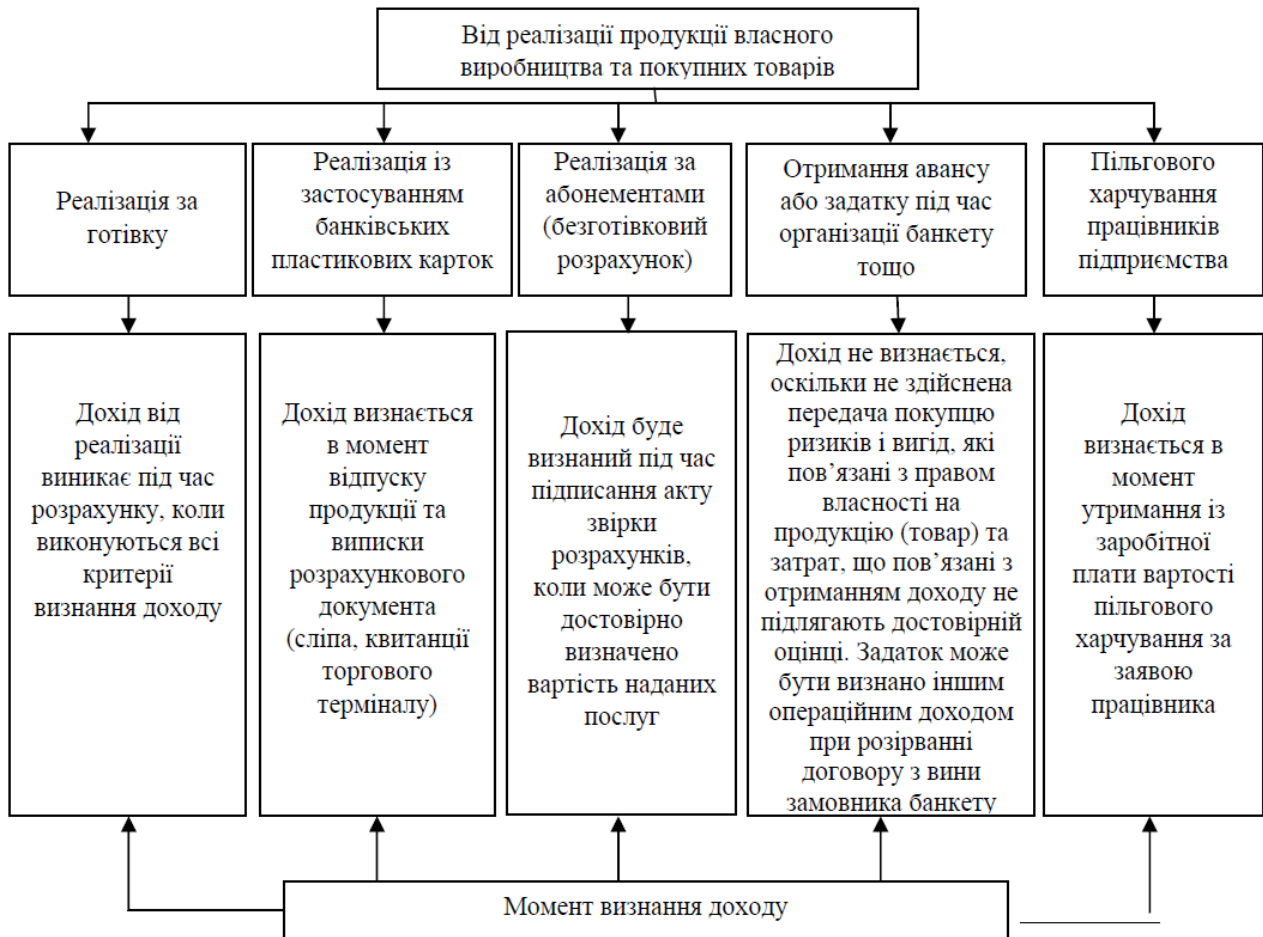 Від реалізації продукції власного
виробництва та покупних товарів
Реалізація за
готівку
Реалізація із
застосуванням
банківських
пластикових карток
Реалізація за
абонементами
(безготівковий
розрахунок)
Отримання авансу
або задатку під час
організації банкету
тощо
Пільгового
харчування
працівників
підприємства
Дохід від
реалізації
виникає під час
розрахунку, коли
виконуються всі
критерії
визнання доходу
Дохід визнається
в момент
відпуску
продукції та
виписки
розрахункового
документа
(сліпа, квитанції
торгового
терміналу)
Дохід буде
визнаний під час
підписання акту
звірки
розрахунків,
коли може бути
достовірно
визначено
вартість наданих
послуг
Дохід не визнається,
оскільки не здійснена
передача покупцю
ризиків і вигід, які
пов’язані з правом
власності на
продукцію (товар) та
затрат, що пов’язані з
отриманням доходу не
підлягають достовірній
оцінці. Задаток може
бути визнано іншим
операційним доходом
при розірванні
договору з вини
замовника банкету
Дохід
визнається в
момент
утримання із
заробітної
плати вартості
пільгового
харчування за
заявою
працівника
Момент визнання доходу